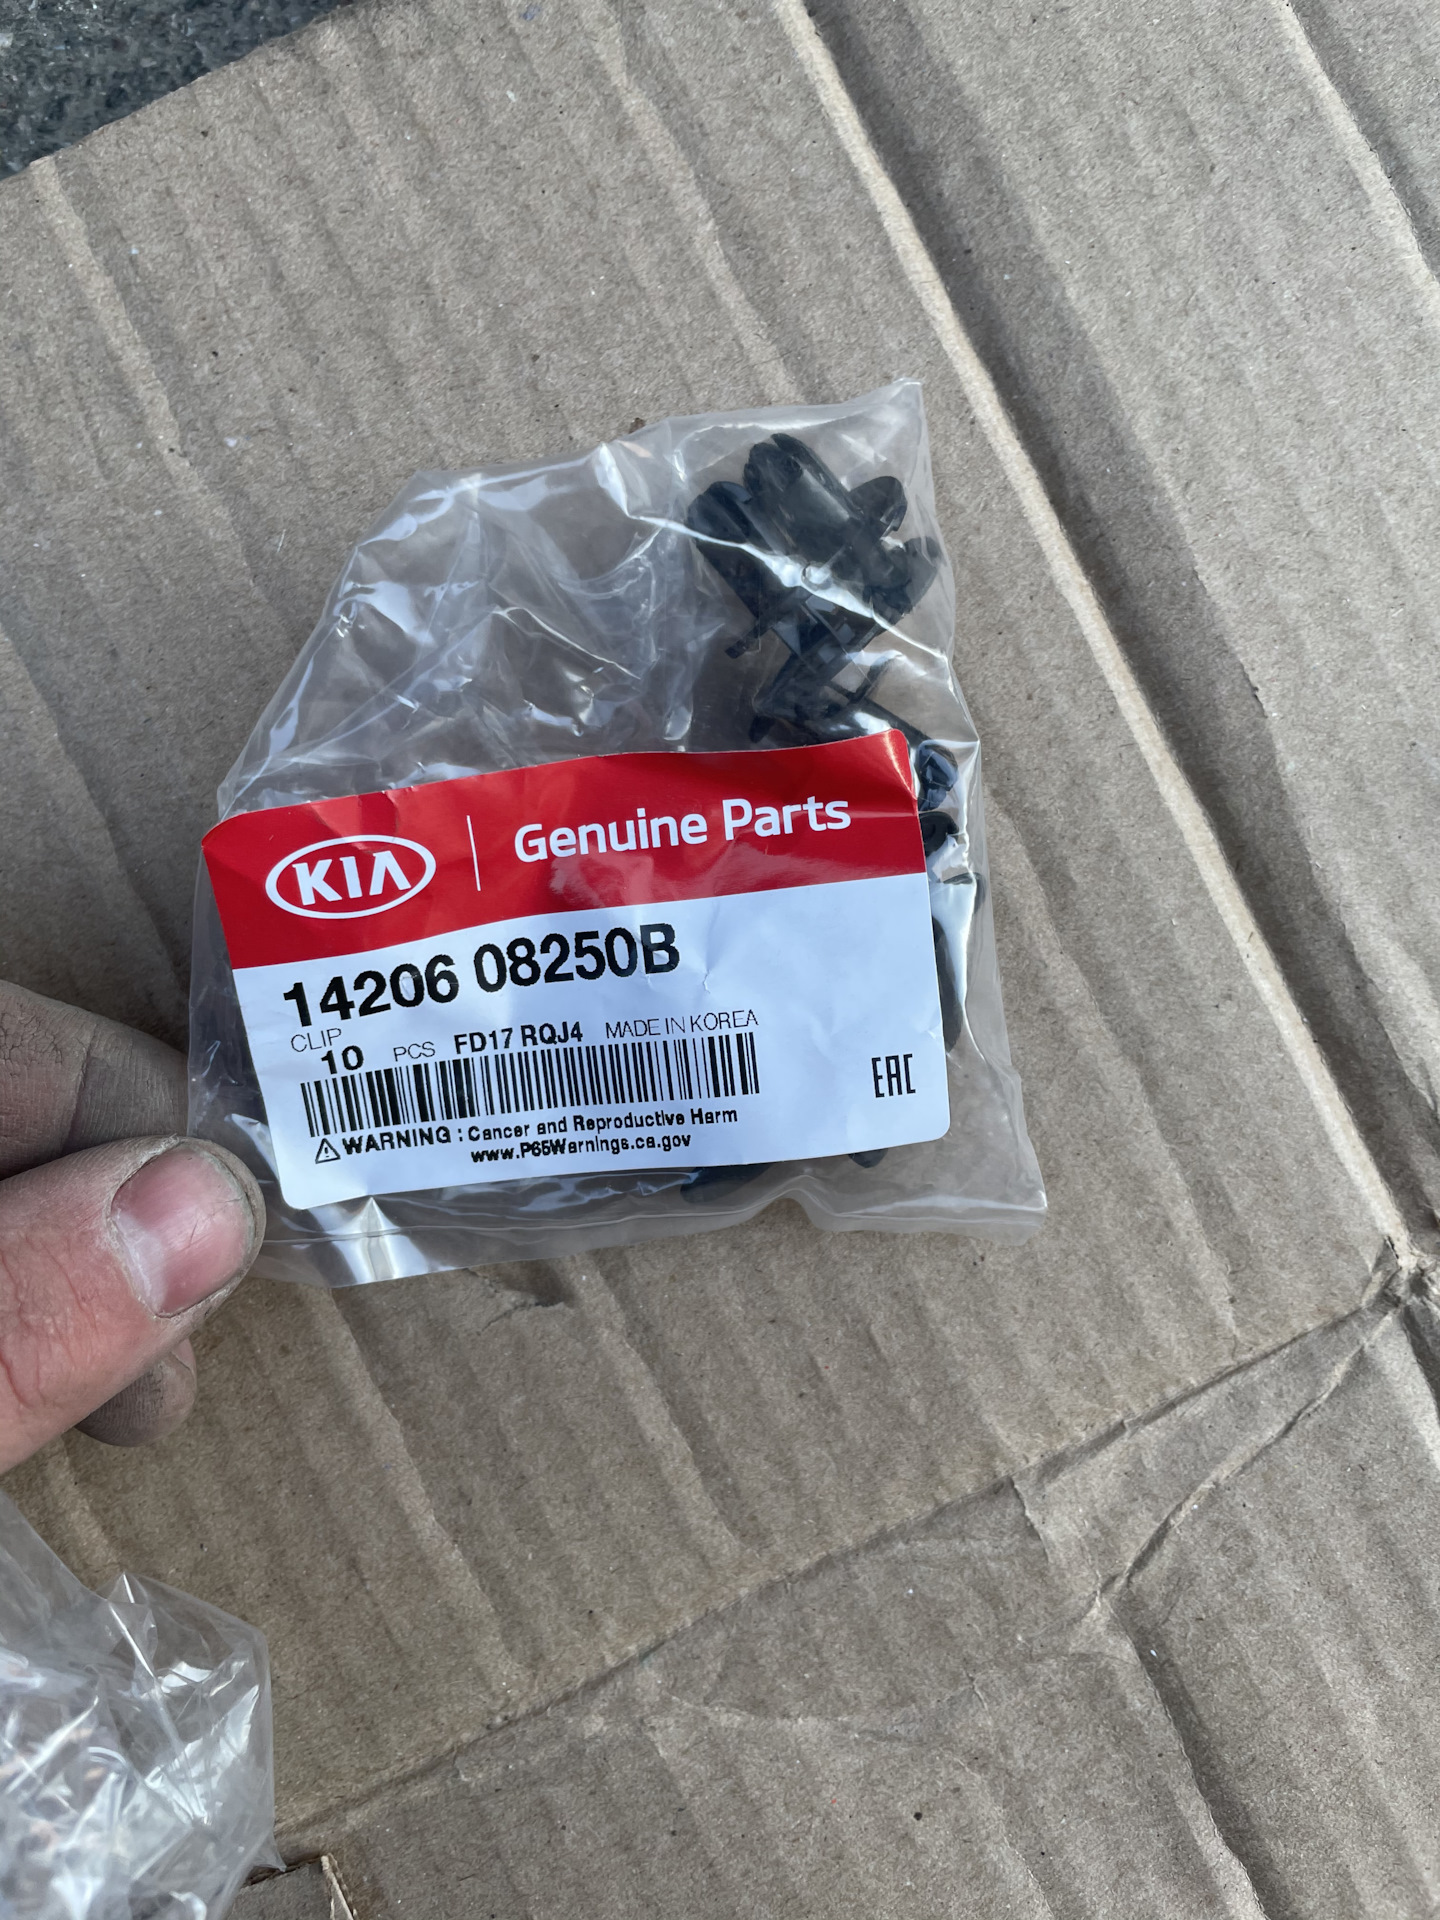 KIA Genuine Parts
14206 08250B
CLIP
10 PCS FD17 RQJ4 MADE IN KOREA
EAC
WARNING : Cancer and Reproductive Harm
www.P65Warnings.ca.gov